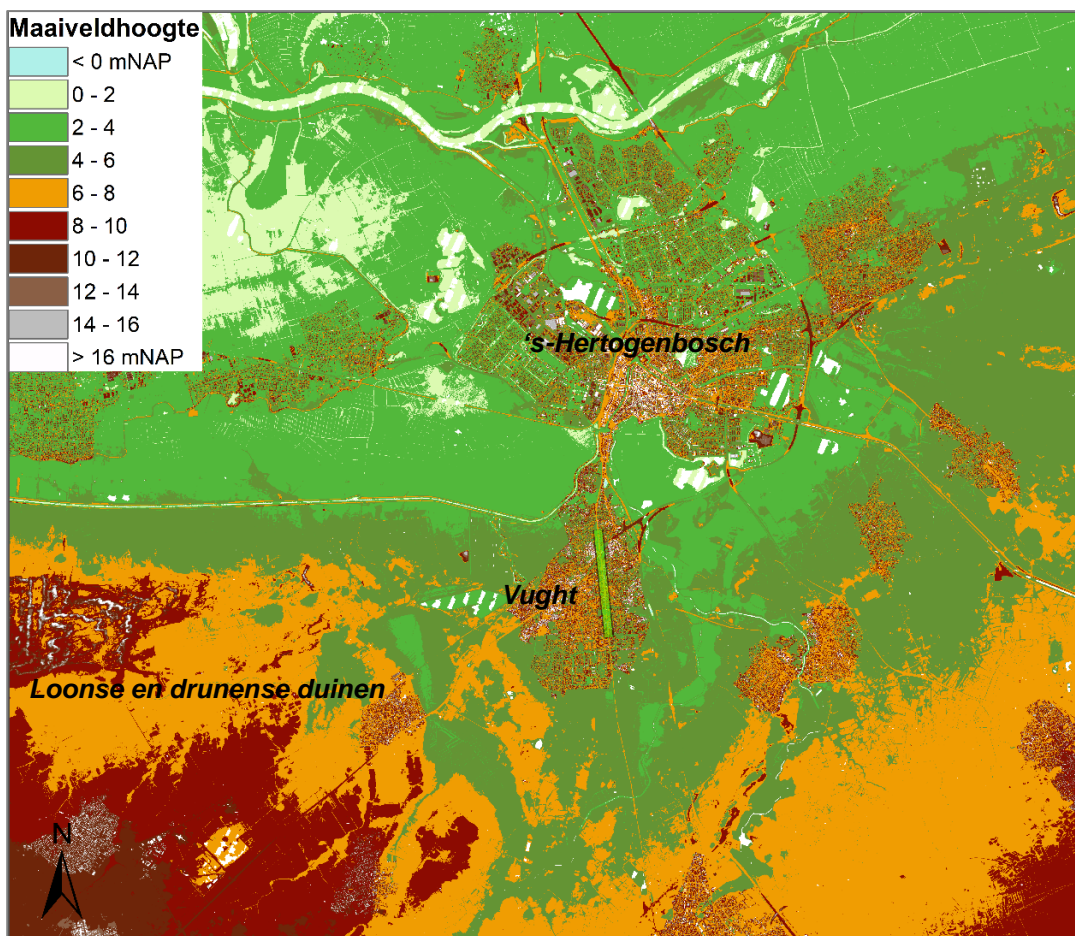 Maaiveldhoogte
< 0 mNAP
0 - 2
2 - 4
4 - 6
6 - 8
8 - 10
10 - 12
12 - 14
14 - 16
> 16 mNAP
's-Hertogenbosch
Vught
Loonse en drunense duinen
N